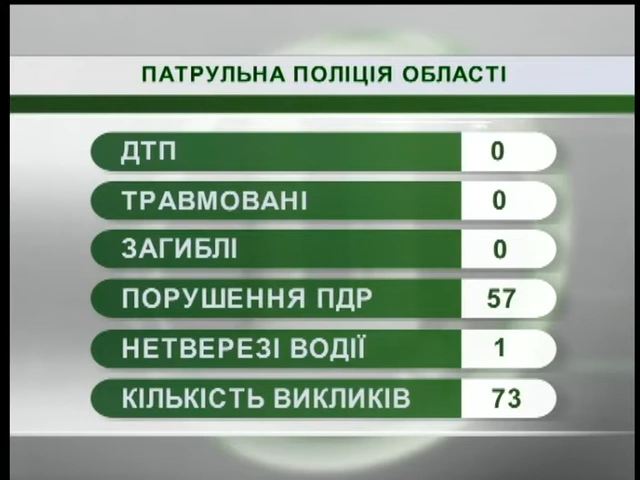 ПАТРУЛЬНА ПОЛІЦІЯ ОБЛАСТІ
ДТП 0
ТРАВМОВАНІ 0
ЗАГИБЛІ 0
ПОРУШЕННЯ ПДР 57
НЕТВЕРЕЗІ ВОДІЇ 1
КІЛЬКІСТЬ ВИКЛИКІВ 73